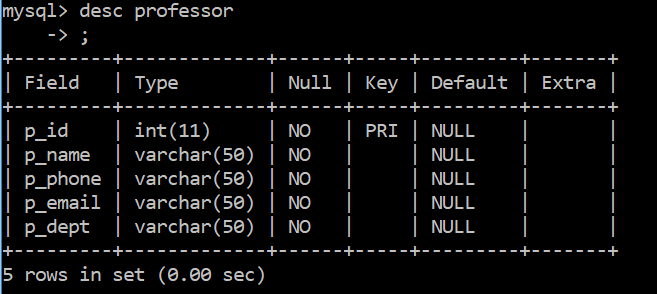 mysql> desc professor
    -> ;
+---------+-------------+------+-----+---------+-------+
| Field   | Type        | Null | Key | Default | Extra |
+---------+-------------+------+-----+---------+-------+
| p_id    | int(11)     | NO   | PRI | NULL    |       |
| p_name  | varchar(50) | NO   |     | NULL    |       |
| p_phone | varchar(50) | NO   |     | NULL    |       |
| p_email | varchar(50) | NO   |     | NULL    |       |
| p_dept  | varchar(50) | NO   |     | NULL    |       |
+---------+-------------+------+-----+---------+-------+
5 rows in set (0.00 sec)